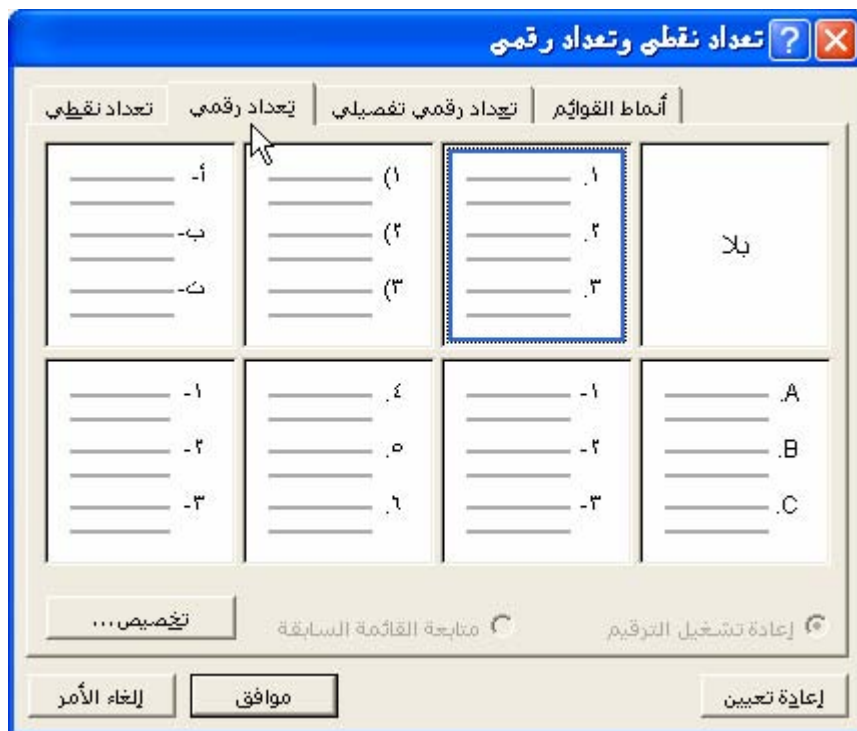 تعداد نقطي وتعداد رقمي
تعداد نقطي تعداد رقمي تعداد رقمي تفصيلي أنماط القوائم
بلا
١.
٢.
٣.
١)
٢)
٣)
أ-
ب-
ت-
A.
B.
C.
١-
٢-
٣-
٤.
٥.
٦.
١-
٢-
٣-
إعادة تشغيل الترقيم
متابعة القائمة السابقة
تخصيص...
إعادة تعيين
موافق
إلغاء الأمر